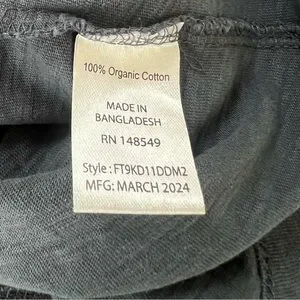 100% Organic Cotton
MADE IN
BANGLADESH
RN 148549
Style : FT9KD11DDM2
MFG: MARCH 2024